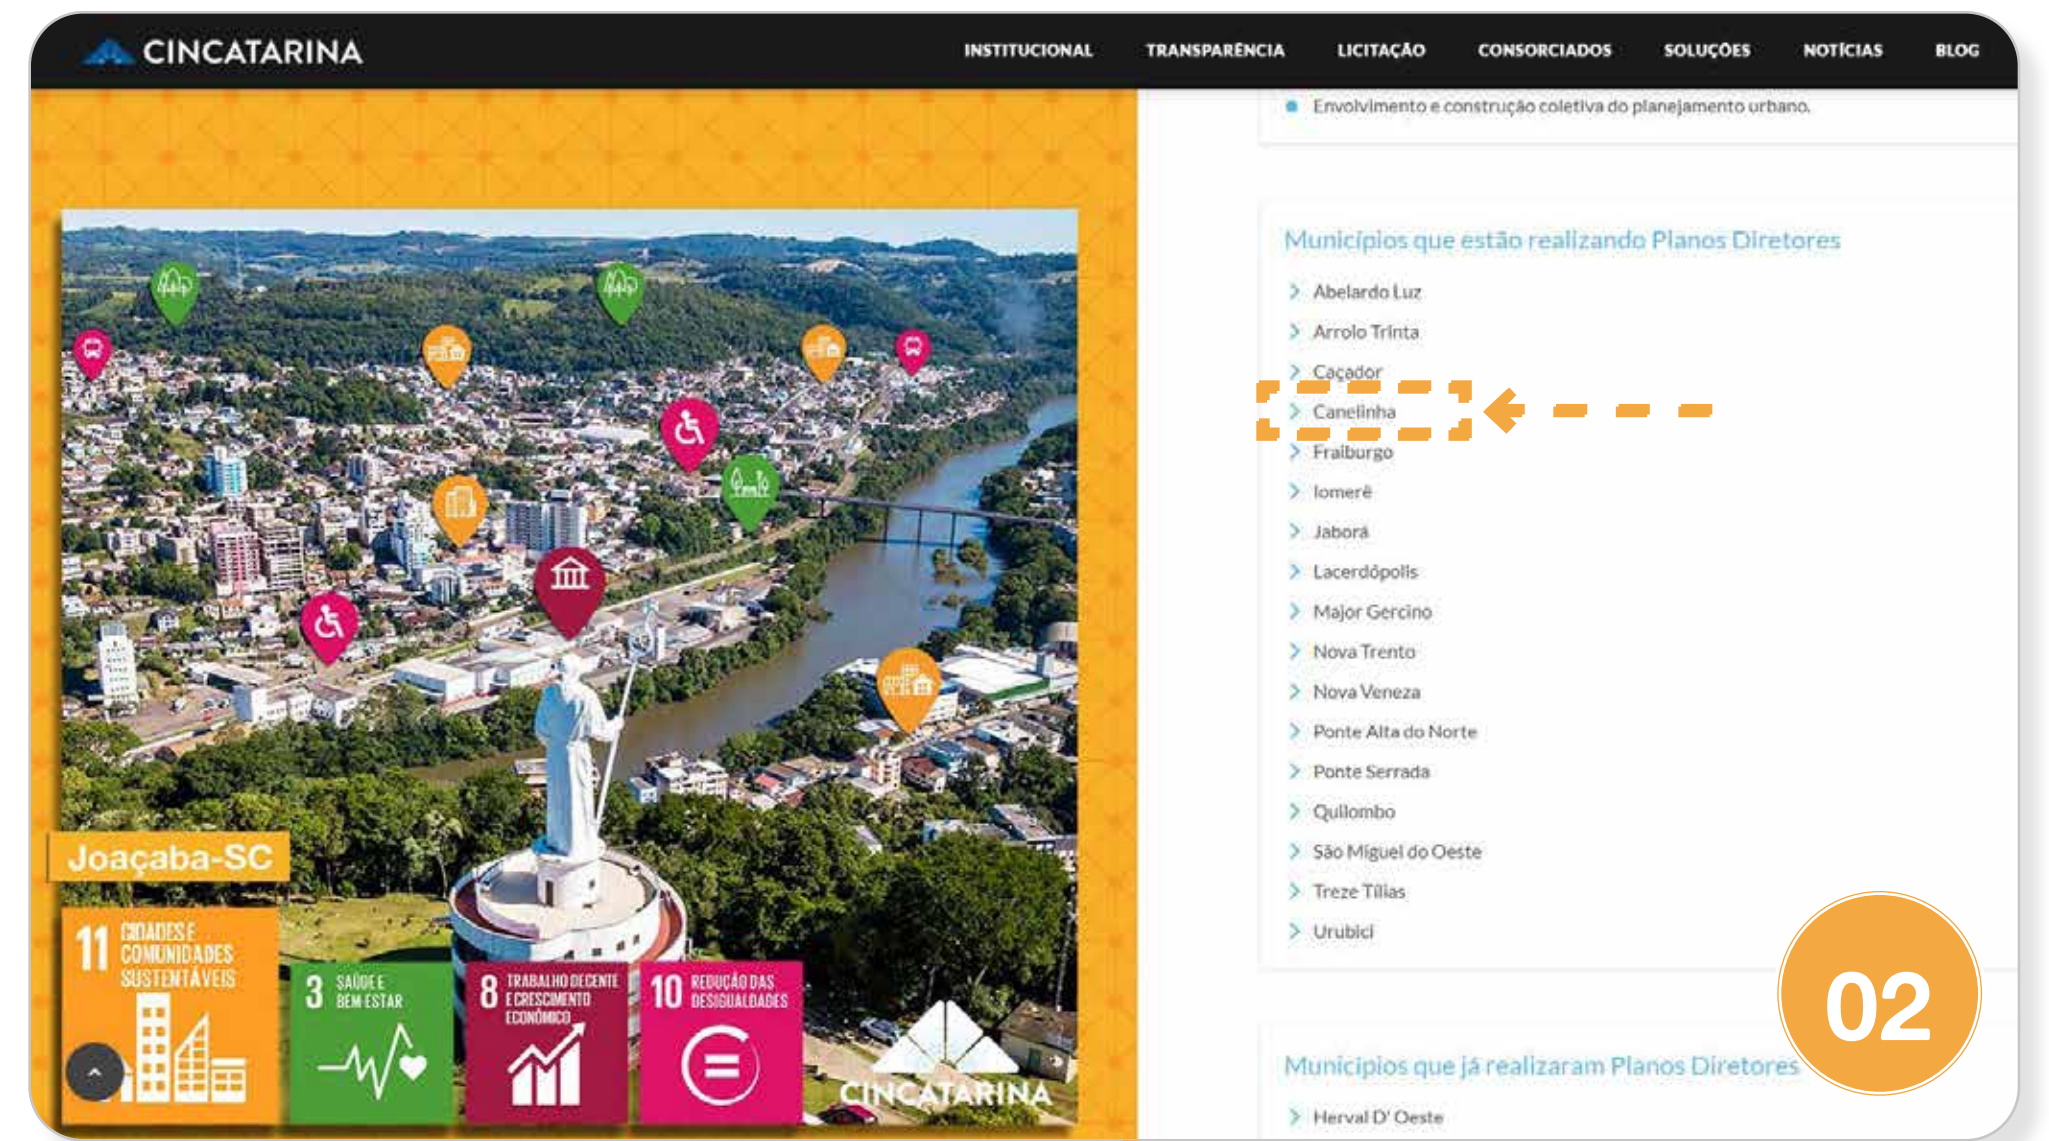 CINCATARINA
INSTITUCIONAL TRANSPARÊNCIA LICITAÇÃO CONSORCIADOS SOLUÇÕES NOTÍCIAS BLOG
Envolvimento e construção coletiva do planejamento urbano.
Municípios que estão realizando Planos Diretores
Abelardo Luz
Arroio Trinta
Caçador
Canelinha
Fraiburgo
Iomerê
Jaborá
Lacerdópolis
Major Gercino
Nova Trento
Nova Veneza
Ponte Alta do Norte
Ponte Serrada
Quilombo
São Miguel do Oeste
Treze Tílias
Urubici
Municípios que já realizaram Planos Diretores
Herval D' Oeste
02
Joaçaba-SC
11 CIDADES E
COMUNIDADES
SUSTENTÁVEIS
3 SAÚDE E
BEM-ESTAR
8 TRABALHO DECENTE
E CRESCIMENTO
ECONÔMICO
10 REDUÇÃO DAS
DESIGUALDADES
CINCATARINA